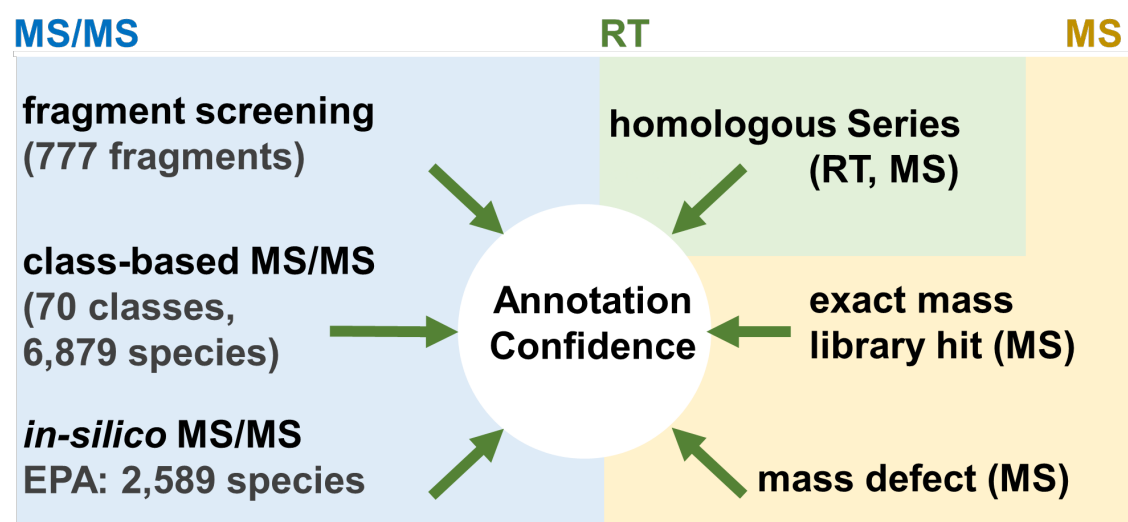 MS/MS
RT
MS
fragment screening
(777 fragments)
class-based MS/MS
(70 classes,
6,879 species)
in-silico MS/MS
EPA: 2,589 species
Annotation
Confidence
homologous Series
(RT, MS)
exact mass
library hit (MS)
mass defect (MS)